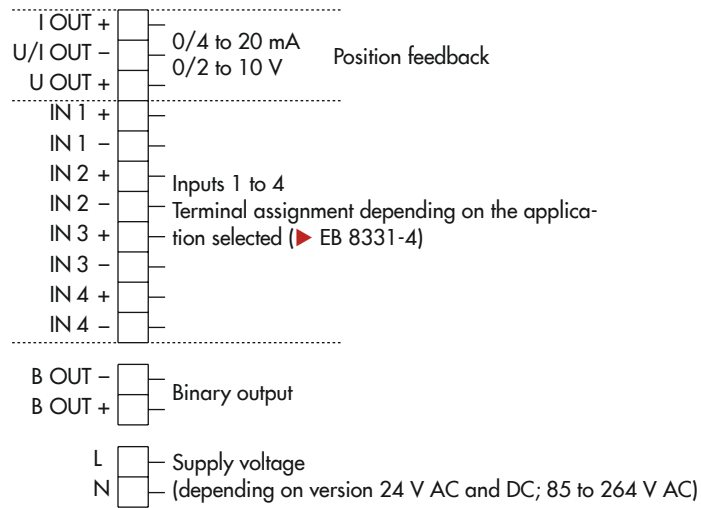 I OUT +
U/I OUT –
U OUT +
0/4 to 20 mA
0/2 to 10 V
Position feedback
IN 1 +
IN 1 –
IN 2 +
IN 2 –
IN 3 +
IN 3 –
IN 4 +
IN 4 –
Inputs 1 to 4
Terminal assignment depending on the applica-
tion selected (▶ EB 8331-4)
B OUT –
B OUT +
Binary output
L
N
Supply voltage
(depending on version 24 V AC and DC; 85 to 264 V AC)